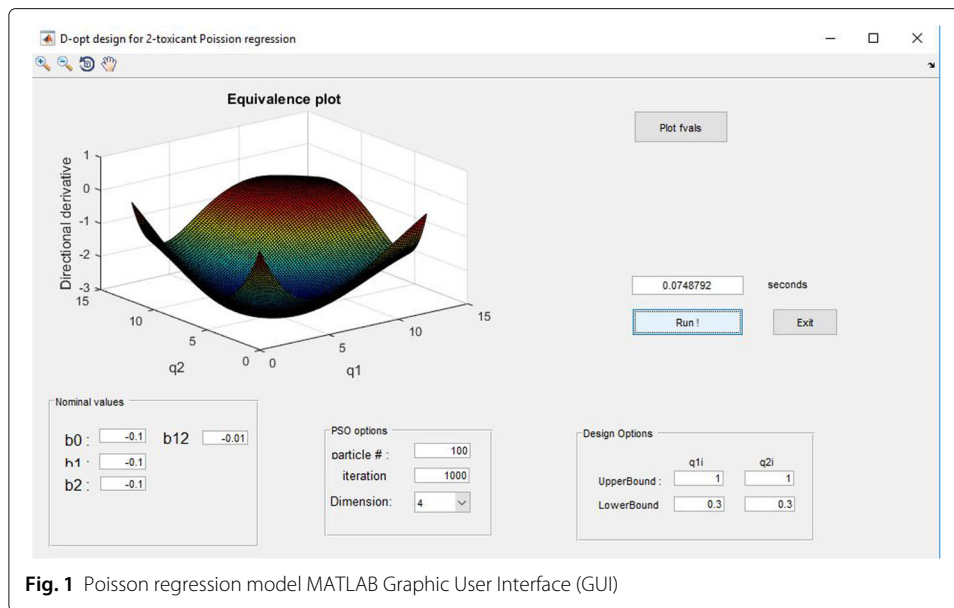 D-opt design for 2-toxicant Poission regression
Equivalence plot
Directional derivative
1
0
-1
-2
-3
15
10
5
0
q2
0
5
10
15
q1
Plot fvals
0.0748792 seconds
Run !
Exit
Nominal values
b0 : -0.1 b12 -0.01
b1 : -0.1
b2 : -0.1
PSO options
particle # : 100
iteration 1000
Dimension: 4
Design Options
q1i q2i
UpperBound : 1 1
LowerBound 0.3 0.3
Fig. 1 Poisson regression model MATLAB Graphic User Interface (GUI)